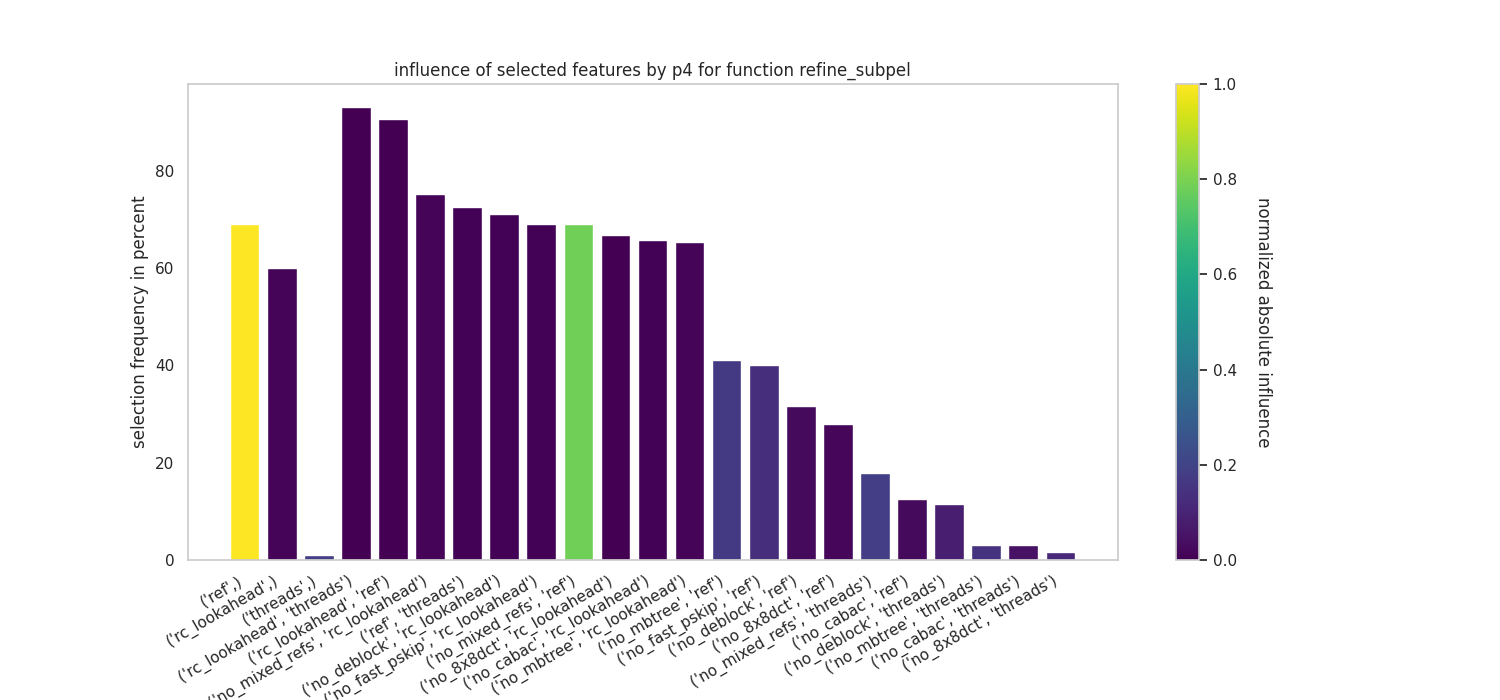 influence of selected features by p4 for function refine_subpel
selection frequency in percent
80
60
40
20
0
('ref',)
('rc_lookahead',)
('threads',)
('rc_lookahead', 'threads')
('rc_lookahead', 'ref')
('no_mixed_refs', 'rc_lookahead')
('ref', 'threads')
('no_deblock', 'rc_lookahead')
('no_fast_pskip', 'rc_lookahead')
('no_mixed_refs', 'ref')
('no_8x8dct', 'rc_lookahead')
('no_cabac', 'rc_lookahead')
('no_mbtree', 'rc_lookahead')
('no_mbtree', 'ref')
('no_fast_pskip', 'ref')
('no_deblock', 'ref')
('no_8x8dct', 'ref')
('no_mixed_refs', 'threads')
('no_cabac', 'ref')
('no_deblock', 'threads')
('no_mbtree', 'threads')
('no_cabac', 'threads')
('no_8x8dct', 'threads')
1.0
0.8
0.6
0.4
0.2
0.0
normalized absolute influence